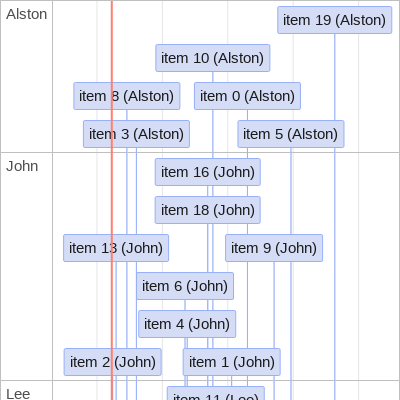 Alston
item 19 (Alston)
item 10 (Alston)
item 8 (Alston)
item 0 (Alston)
item 3 (Alston)
item 5 (Alston)
John
item 16 (John)
item 18 (John)
item 13 (John)
item 9 (John)
item 6 (John)
item 4 (John)
item 2 (John)
item 1 (John)
Lee
item 11 (Lee)